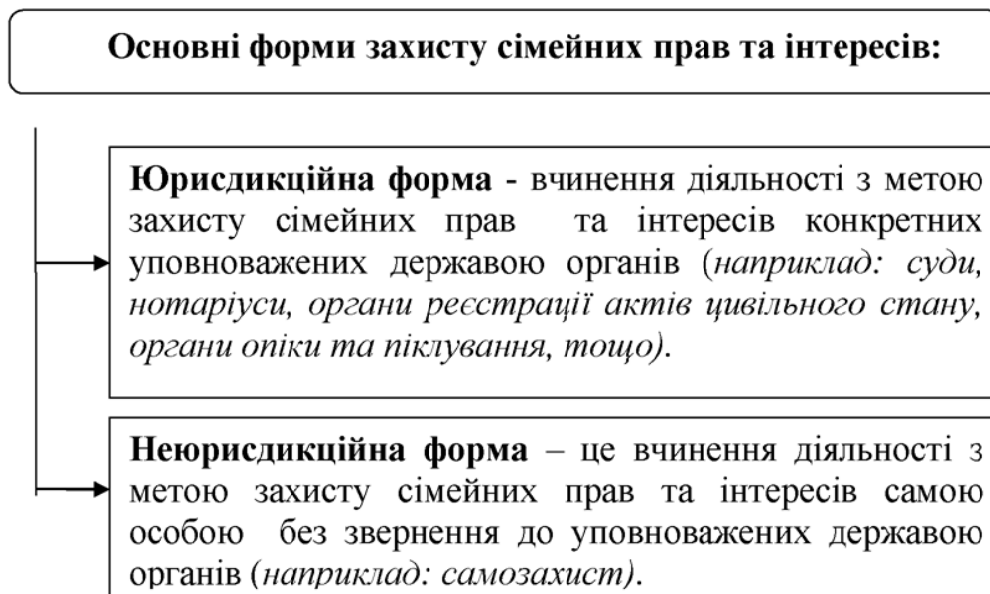 Основні форми захисту сімейних прав та інтересів:
Юрисдикційна форма - вчинення діяльності з метою
захисту сімейних прав та інтересів конкретних
уповноважених державою органів (наприклад: суди,
нотаріуси, органи реєстрації актів цивільного стану,
органи опіки та піклування, тощо).
Неюрисдикційна форма – це вчинення діяльності з
метою захисту сімейних прав та інтересів самою
особою без звернення до уповноважених державою
органів (наприклад: самозахист).